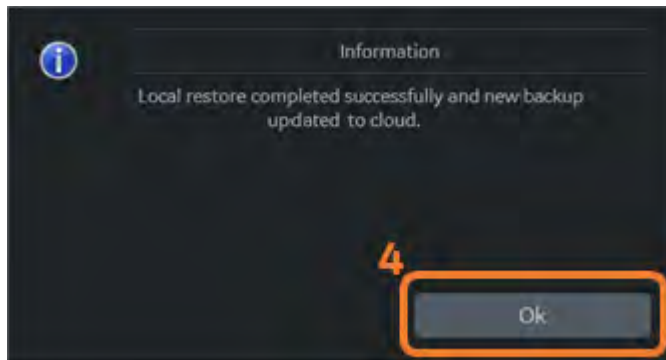 Information
Local restore completed successfully and new backup
updated to cloud.
4
Ok